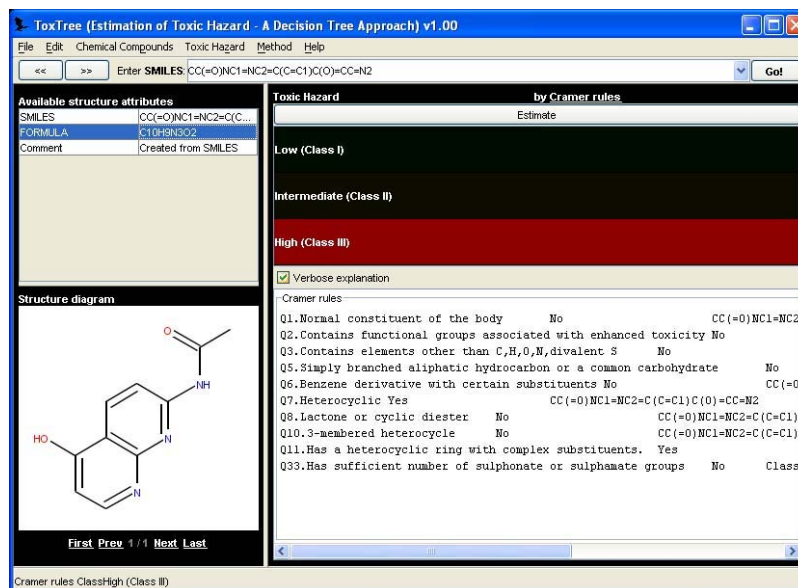 ToxTree (Estimation of Toxic Hazard - A Decision Tree Approach) v1.00
File Edit Chemical Compounds Toxic Hazard Method Help
<< >> Enter SMILES: CC(=O)NC1=NC2=C(C=C1)C(O)=CC=N2 Go!
Available structure attributes
SMILES CC(=O)NC1=NC2=C(C...
FORMULA C10H9N3O2
Comment Created from SMILES
Structure diagram
O
NH
HO
N
N
First Prev 1 / 1 Next Last
Toxic Hazard by Cramer rules
Estimate
Low (Class I)
Intermediate (Class II)
High (Class III)
Verbose explanation
Cramer rules
Q1.Normal constituent of the body No CC(=O)NC1=NC2
Q2.Contains functional groups associated with enhanced toxicity No
Q3.Contains elements other than C,H,O,N,divalent S No
Q5.Simply branched aliphatic hydrocarbon or a common carbohydrate No
Q6.Benzene derivative with certain substituents No CC(=O
Q7.Heterocyclic Yes CC(=O)NC1=NC2=C(C=C1)C(O)=CC=N2
Q8.Lactone or cyclic diester No CC(=O)NC1=NC2=C(C=C1)
Q10.3-membered heterocycle No CC(=O)NC1=NC2=C(C=C1)
Q11.Has a heterocyclic ring with complex substituents. Yes
Q33.Has sufficient number of sulphonate or sulphamate groups No Class
Cramer rules ClassHigh (Class III)